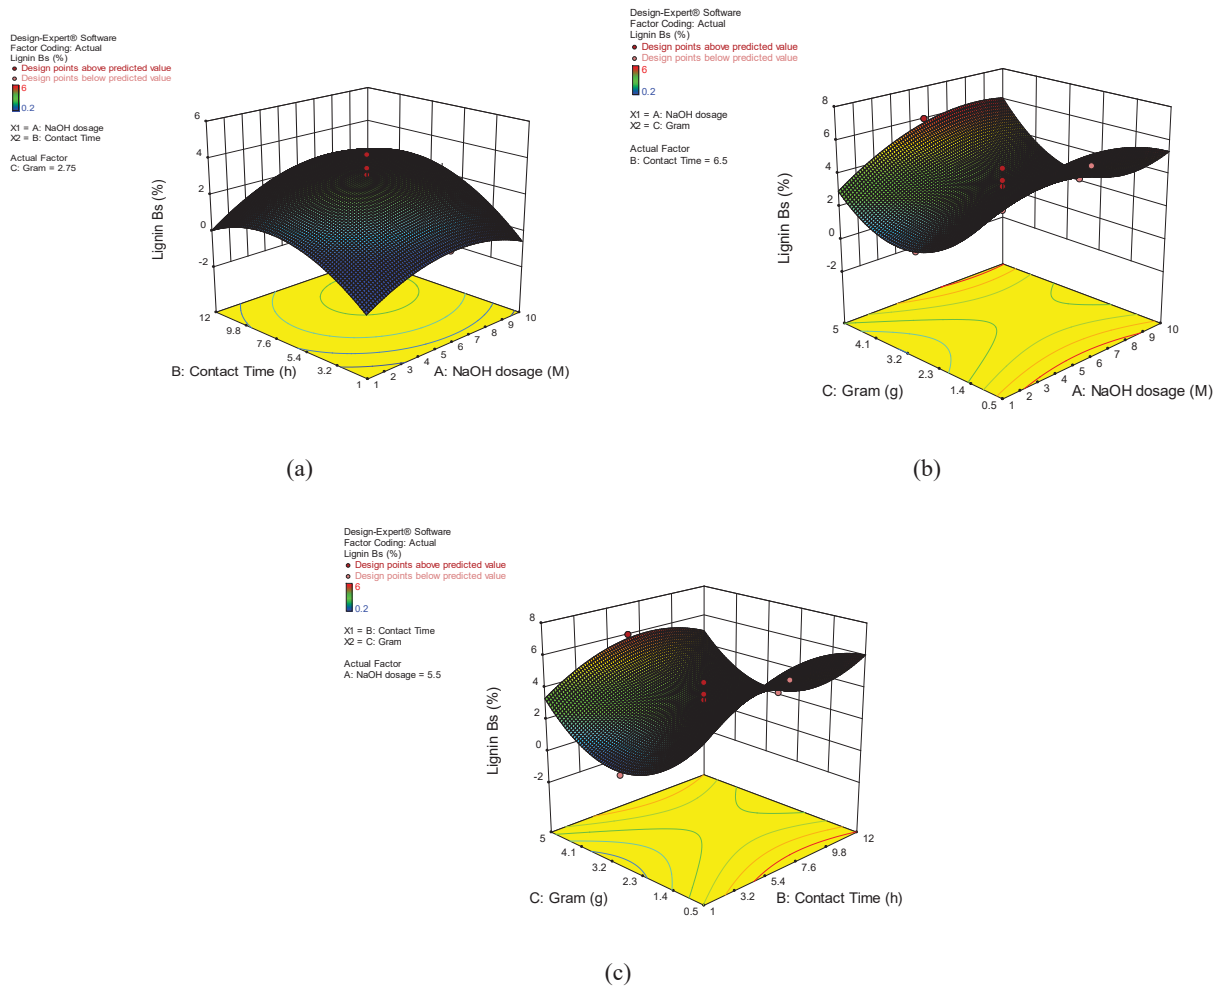 Design-Expert® Software
Factor Coding: Actual
Lignin Bs (%)
Design points above predicted value
Design points below predicted value
6
0.2
X1 = A: NaOH dosage
X2 = B: Contact Time
Actual Factor
C: Gram = 2.75
6
4
2
0
-2
Lignin Bs (%)
12
9.8
7.6
5.4
3.2
1
B: Contact Time (h)
1
2
3
4
5
6
7
8
9
10
A: NaOH dosage (M)
(a)
Design-Expert® Software
Factor Coding: Actual
Lignin Bs (%)
Design points above predicted value
Design points below predicted value
6
0.2
X1 = A: NaOH dosage
X2 = C: Gram
Actual Factor
B: Contact Time = 6.5
8
6
4
2
0
-2
Lignin Bs (%)
5
4.1
3.2
2.3
1.4
0.5
C: Gram (g)
1
2
3
4
5
6
7
8
9
10
A: NaOH dosage (M)
(b)
Design-Expert® Software
Factor Coding: Actual
Lignin Bs (%)
Design points above predicted value
Design points below predicted value
6
0.2
X1 = B: Contact Time
X2 = C: Gram
Actual Factor
A: NaOH dosage = 5.5
8
6
4
2
0
-2
Lignin Bs (%)
5
4.1
3.2
2.3
1.4
0.5
C: Gram (g)
1
3.2
5.4
7.6
9.8
12
B: Contact Time (h)
(c)